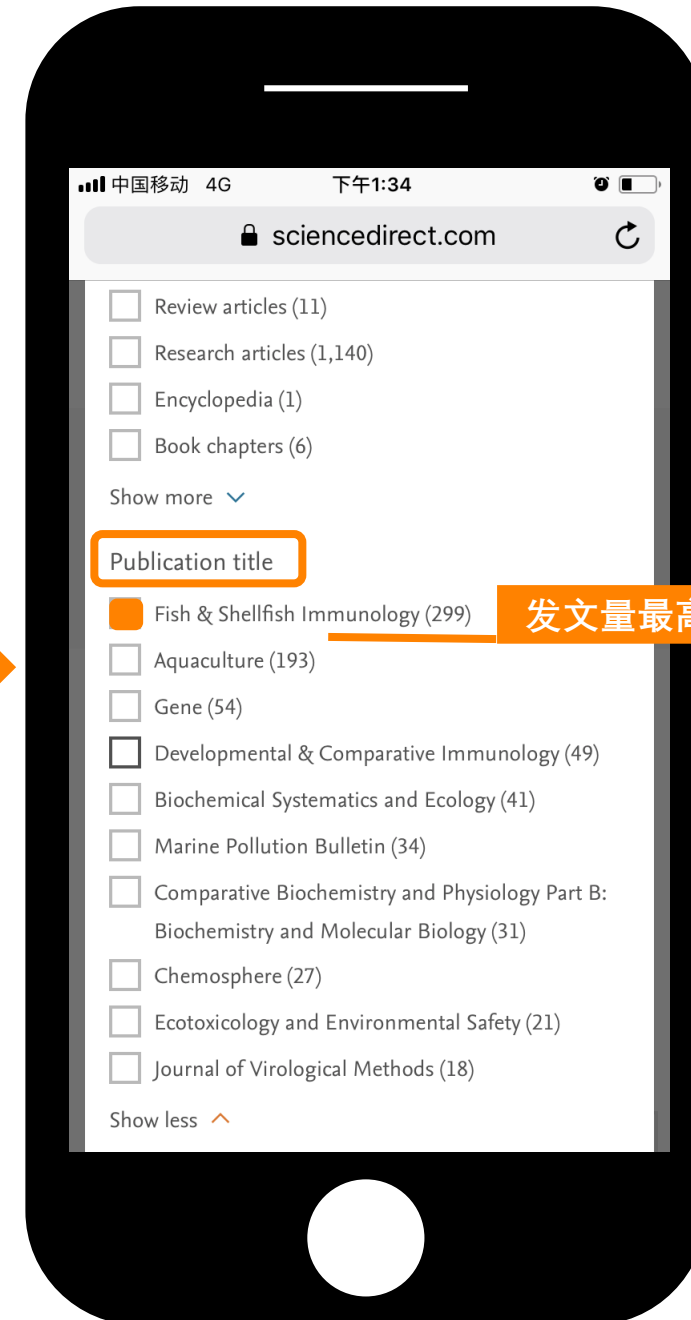 中国移动 4G 下午1:34
sciencedirect.com
Review articles (11)
Research articles (1,140)
Encyclopedia (1)
Book chapters (6)
Show more
Publication title
Fish & Shellfish Immunology (299)
发文量最高
Aquaculture (193)
Gene (54)
Developmental & Comparative Immunology (49)
Biochemical Systematics and Ecology (41)
Marine Pollution Bulletin (34)
Comparative Biochemistry and Physiology Part B:
Biochemistry and Molecular Biology (31)
Chemosphere (27)
Ecotoxicology and Environmental Safety (21)
Journal of Virological Methods (18)
Show less